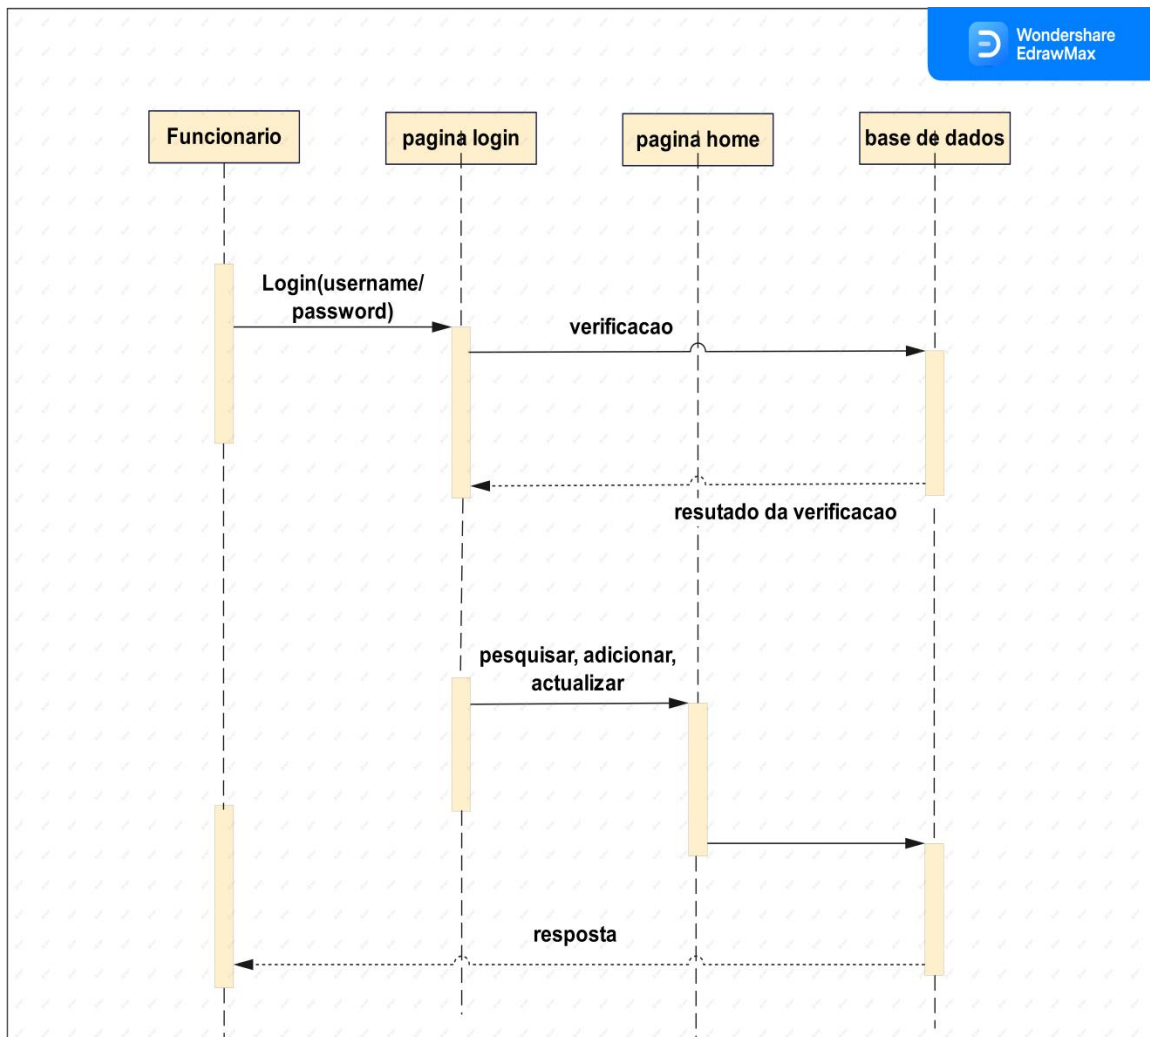 Wondershare
EdrawMax
Funcionario
pagina login
pagina home
base de dados
Login(username/
password)
verificacao
resutado da verificacao
pesquisar, adicionar,
actualizar
resposta